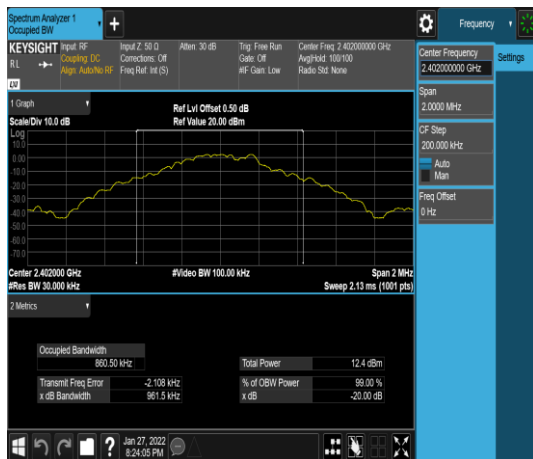 Spectrum Analyzer 1
Occupied BW
Frequency
KEYSIGHT
RL
Input: RF
Coupling: DC
Align: Auto/No RF
Input Z: 50 Ω
Corrections: Off
Freq Ref: Int (S)
Atten: 30 dB
Trig: Free Run
Gate: Off
#IF Gain: Low
Center Freq: 2.402000000 GHz
Avg|Hold: 100/100
Radio Std: None
LXI
1 Graph
Scale/Div 10.0 dB
Ref Lvl Offset 0.50 dB
Ref Value 20.00 dBm
Log
10.0
0.00
-10.0
-20.0
-30.0
-40.0
-50.0
-60.0
-70.0
Center 2.402000 GHz
#Res BW 30.000 kHz
#Video BW 100.00 kHz
Span 2 MHz
Sweep 2.13 ms (1001 pts)
2 Metrics
Occupied Bandwidth
860.50 kHz
Total Power 12.4 dBm
Transmit Freq Error -2.108 kHz
% of OBW Power 99.00 %
x dB Bandwidth 961.5 kHz
x dB -20.00 dB
Center Frequency
2.402000000 GHz
Settings
Span
2.0000 MHz
CF Step
200.000 kHz
Auto
Man
Freq Offset
0 Hz
?
Jan 27, 2022
8:24:05 PM